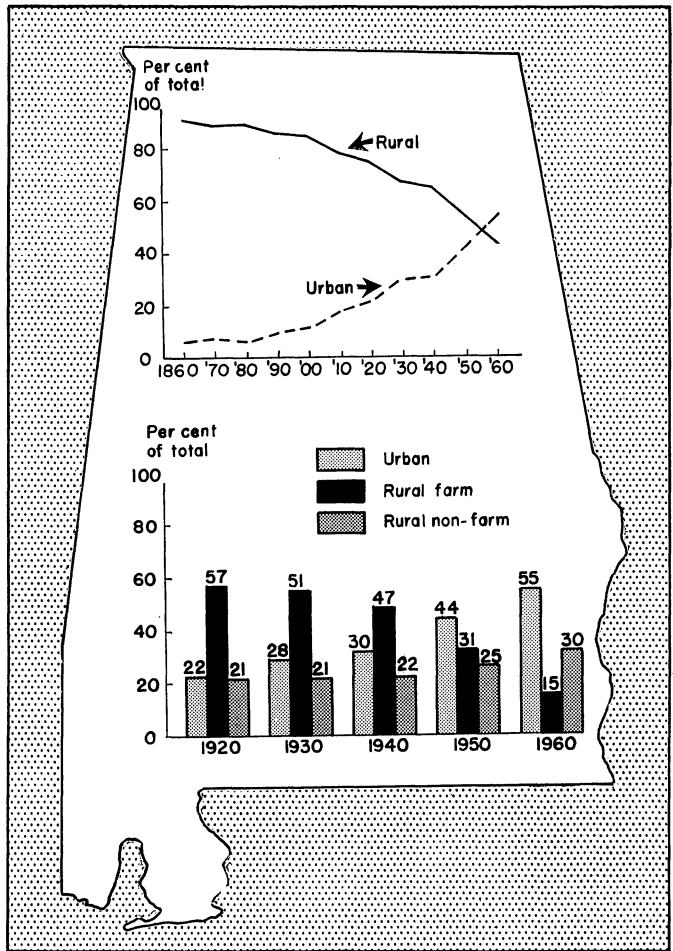 Per cent
of total
100
80
60
40
20
0
Rural
Urban
1860 '70 '80 '90 '00 '10 '20 '30 '40 '50 '60
Per cent
of total
100
80
60
40
20
0
Urban
Rural farm
Rural non-farm
22 57 21
28 51 21
30 47 22
44 31 25
55 15 30
1920 1930 1940 1950 1960